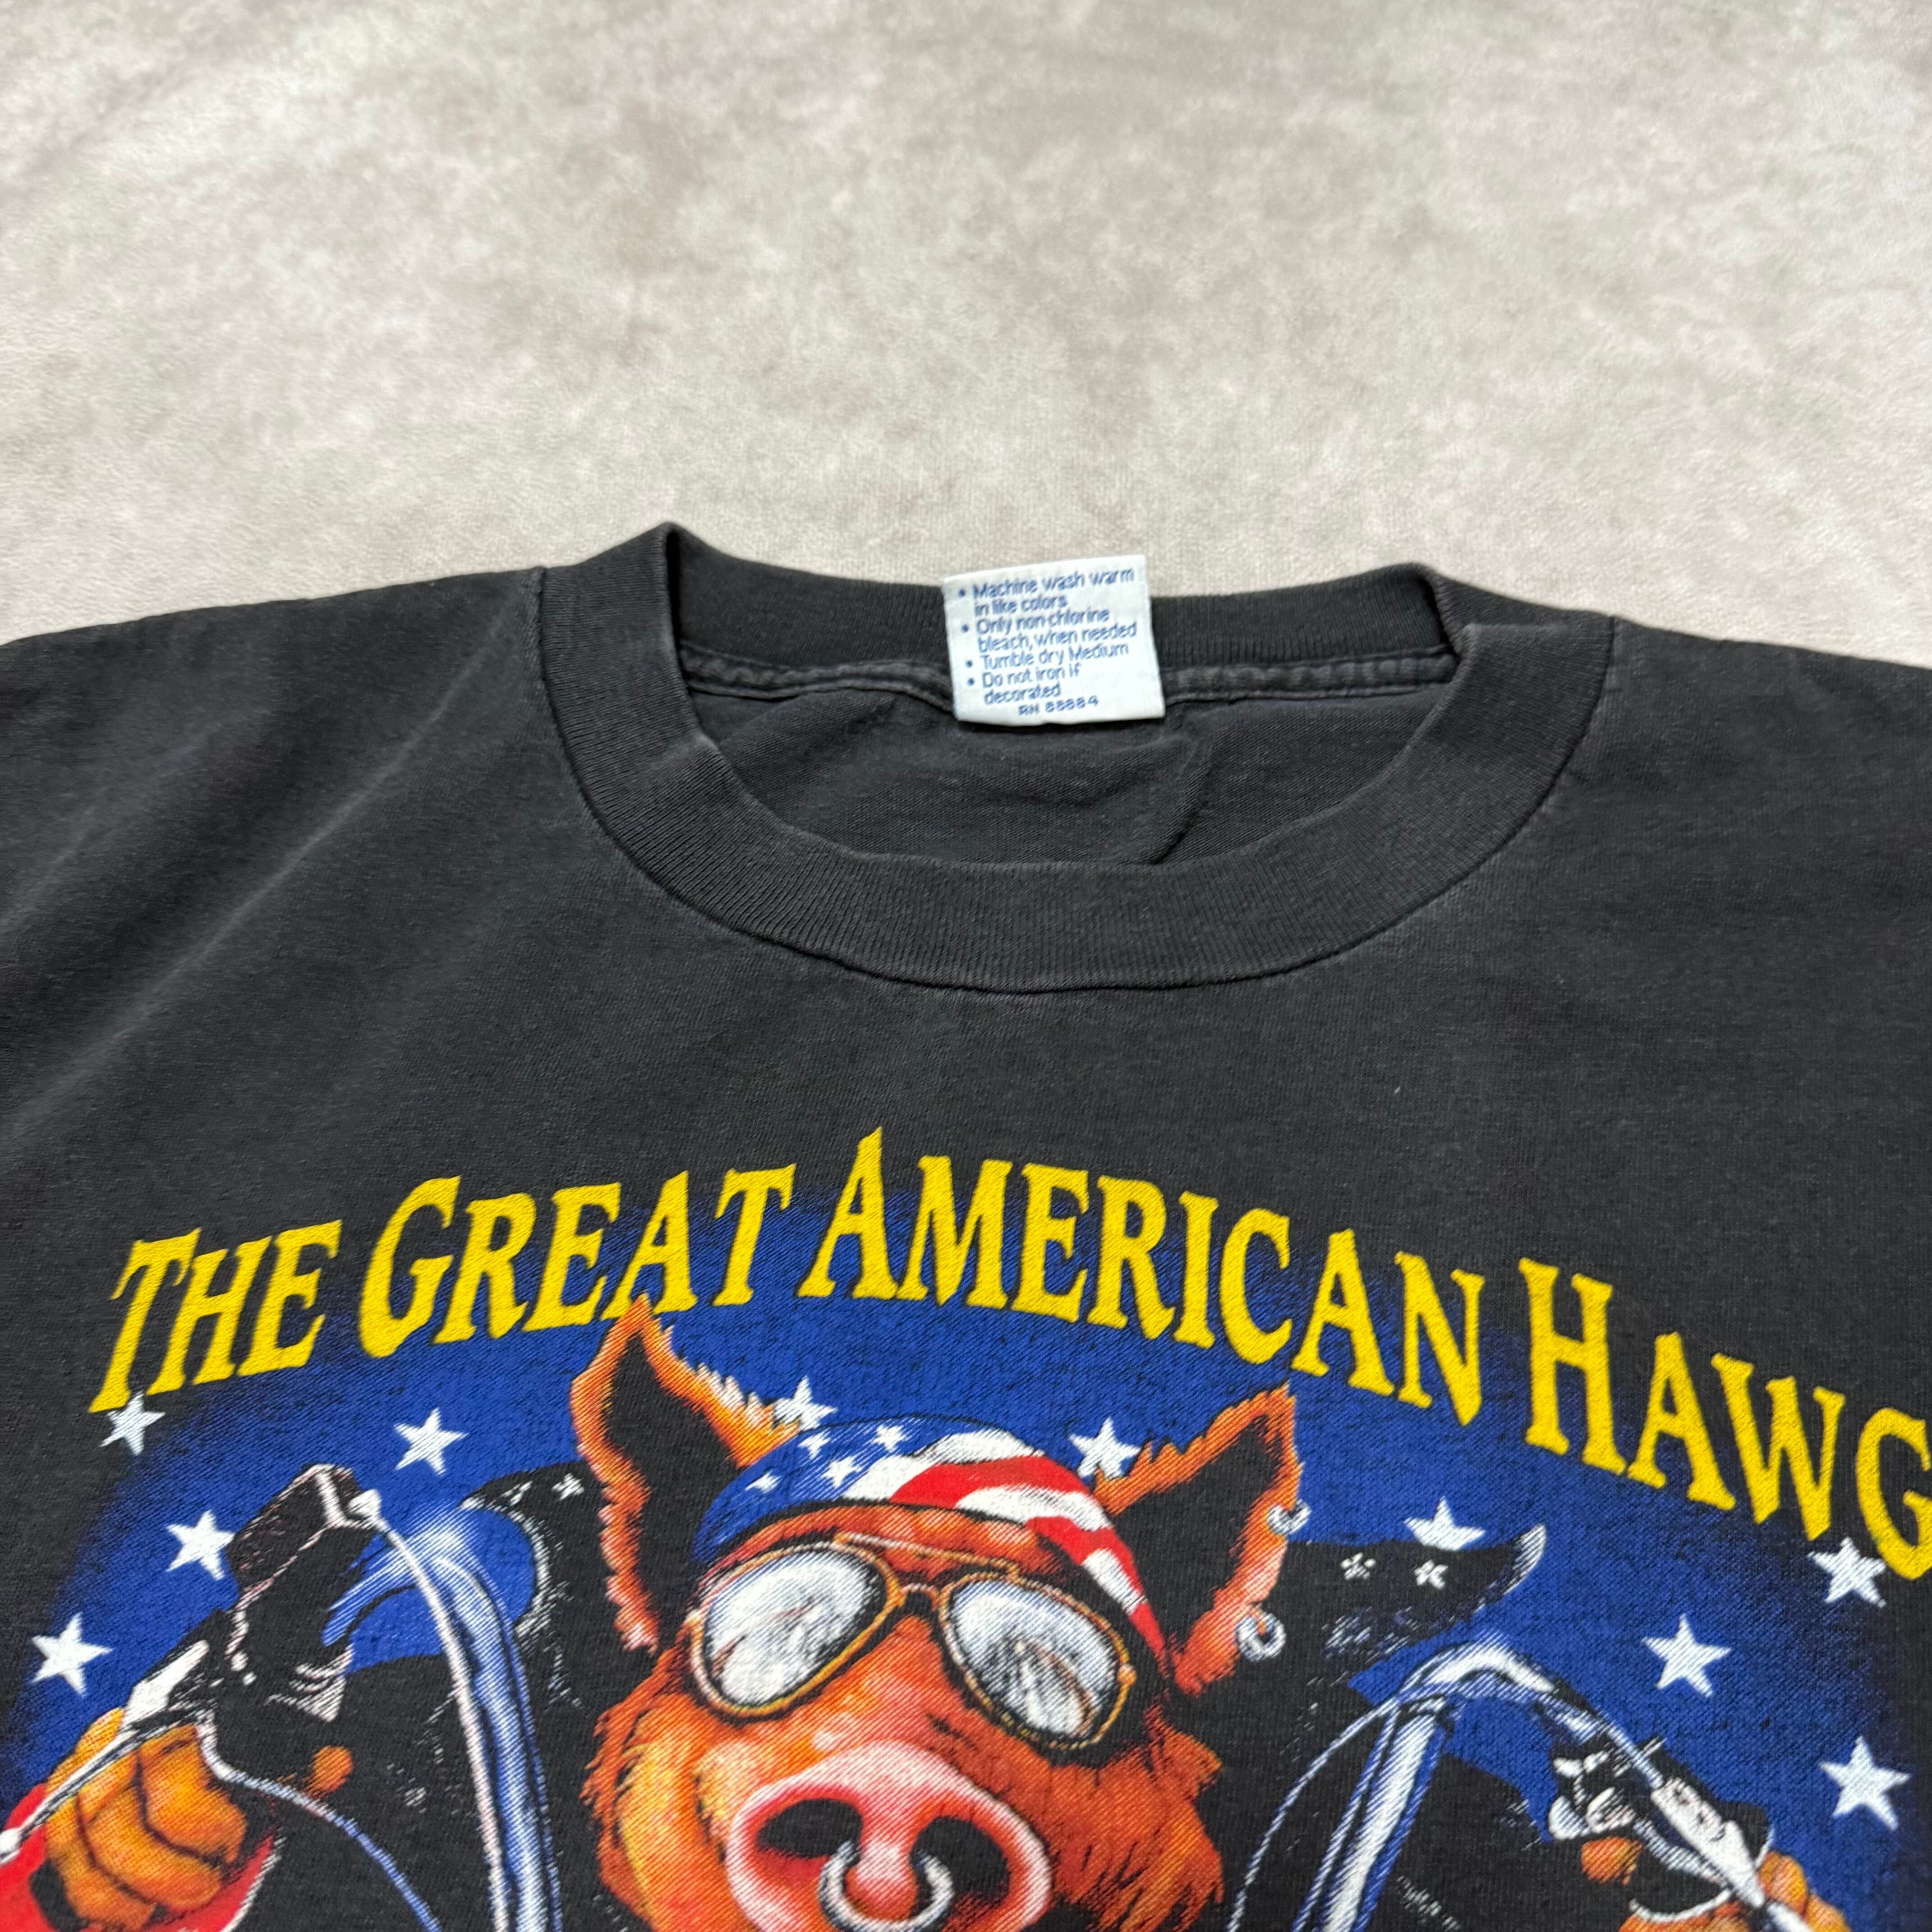 • Machine wash warm
in like colors
• Only non-chlorine
bleach, when needed
• Tumble dry Medium
• Do not iron if
decorated
RN 88884
THE GREAT AMERICAN HAWG